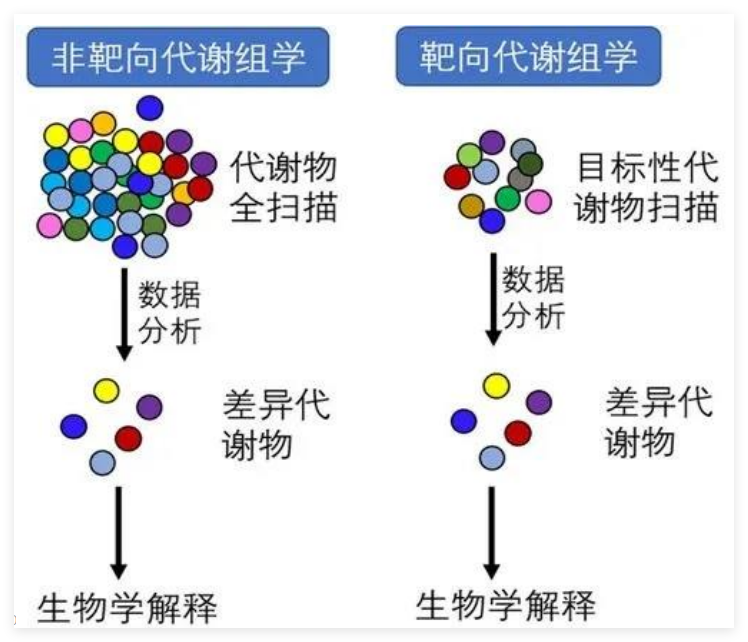 非靶向代谢组学
代谢物
全扫描
数据
分析
差异代
谢物
生物学解释
靶向代谢组学
目标性代
谢物扫描
数据
分析
差异代
谢物
生物学解释